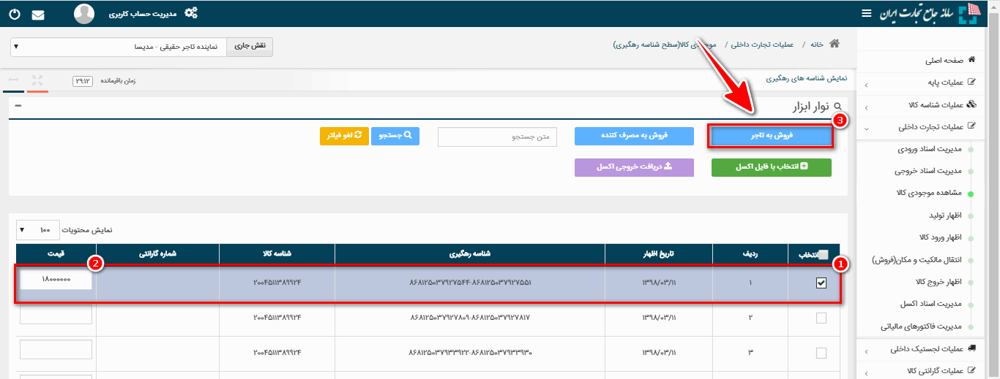 سامانه جامع تجارت ایران
مدیریت حساب کاربری
خانه / عملیات تجارت داخلی / موجودی کالا(سطح شناسه رهگیری)
نقش جاری
نماینده تاجر حقیقی - مدیسا
نمایش شناسه های رهگیری
زمان باقیمانده
۲۹:۱۲
صفحه اصلی
عملیات پایه
عملیات شناسه کالا
عملیات تجارت داخلی
مدیریت اسناد ورودی
مدیریت اسناد خروجی
مشاهده موجودی کالا
اظهار تولید
اظهار ورود کالا
انتقال مالکیت و مکان(فروش)
اظهار خروج کالا
مدیریت اسناد اکسل
مدیریت فاکتورهای مالیاتی
عملیات لجستیک داخلی
عملیات گارانتی کالا
نوار ابزار
3
فروش به تاجر
فروش به مصرف کننده
متن جستجو
جستجو
لغو فیلتر
انتخاب با فایل اکسل
دریافت خروجی اکسل
نمایش محتویات ۱۰۰
انتخاب ردیف تاریخ اظهار شناسه رهگیری شناسه کالا شماره گارانتی قیمت
1
2
۱ ۱۳۹۸/۰۳/۱۱ ۸۶۸۱۲۵۰۳۷۹۲۷۵۴۴-۸۶۸۱۲۵۰۳۷۹۲۷۵۵۱ ۲۰۰۴۵۱۱۳۸۹۹۲۴ ۱۸۰۰۰۰۰۰
۲ ۱۳۹۸/۰۳/۱۱ ۸۶۸۱۲۵۰۳۷۹۲۷۸۰۹-۸۶۸۱۲۵۰۳۷۹۲۷۸۱۷ ۲۰۰۴۵۱۱۳۸۹۹۲۴
۳ ۱۳۹۸/۰۳/۱۱ ۸۶۸۱۲۵۰۳۷۹۳۳۹۲۲-۸۶۸۱۲۵۰۳۷۹۳۳۹۳۰ ۲۰۰۴۵۱۱۳۸۹۹۲۴